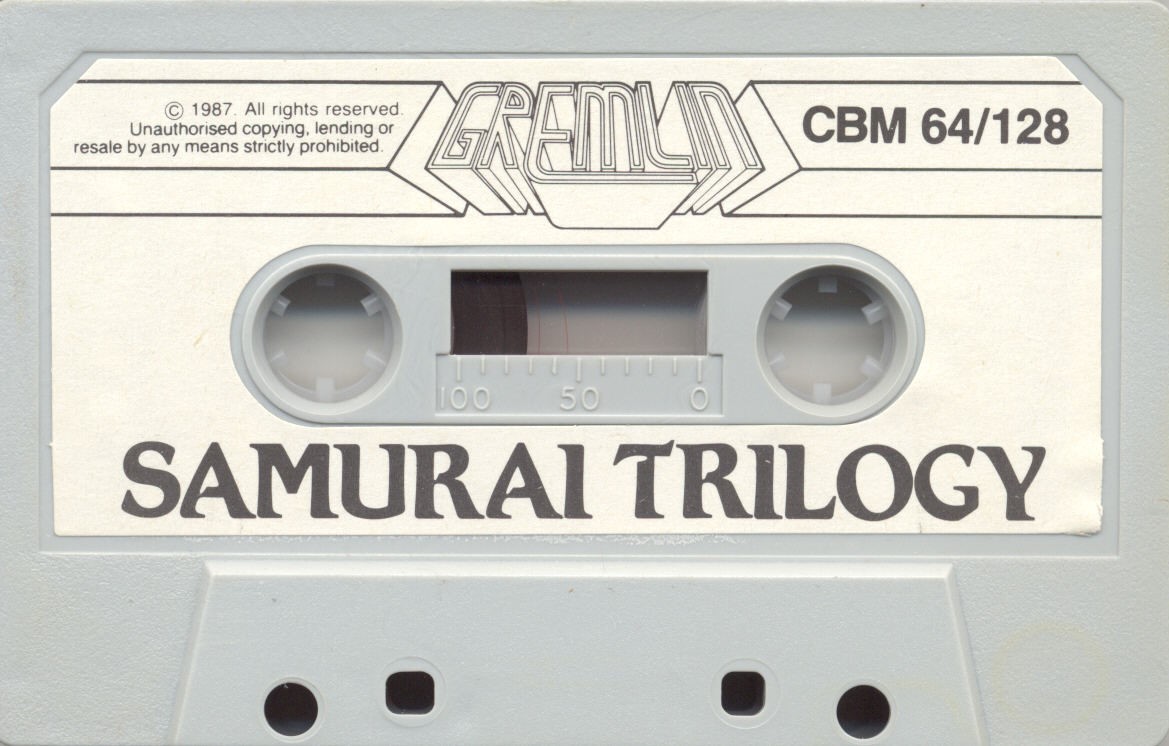 © 1987. All rights reserved.
Unauthorised copying, lending or
resale by any means strictly prohibited.
GREMLIN
CBM 64/128
100 50 0
SAMURAI TRILOGY